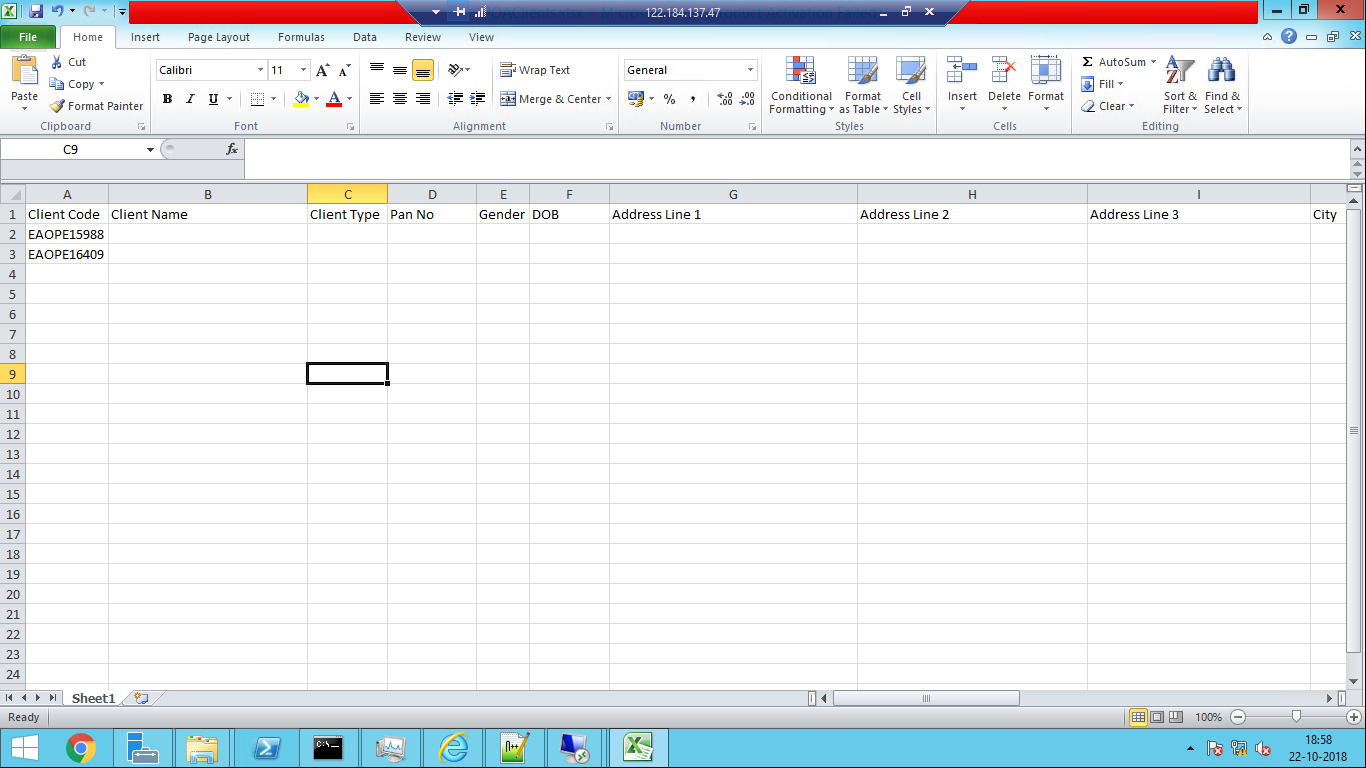 122.184.137.47
File Home Insert Page Layout Formulas Data Review View
Paste
Cut
Copy
Format Painter
Clipboard
Calibri 11
B I U A
Font
Wrap Text
Merge & Center
Alignment
General
% ,
Number
Conditional Formatting
Format as Table
Cell Styles
Styles
Insert Delete Format
Cells
Σ AutoSum
Fill
Clear
Sort & Filter
Find & Select
Editing
C9 fx
A B C D E F G H I
1 Client Code Client Name Client Type Pan No Gender DOB Address Line 1 Address Line 2 Address Line 3 City
2 EAOPE15988
3 EAOPE16409
4
5
6
7
8
9
10
11
12
13
14
15
16
17
18
19
20
21
22
23
24
Sheet1
Ready 100%
18:58
22-10-2018